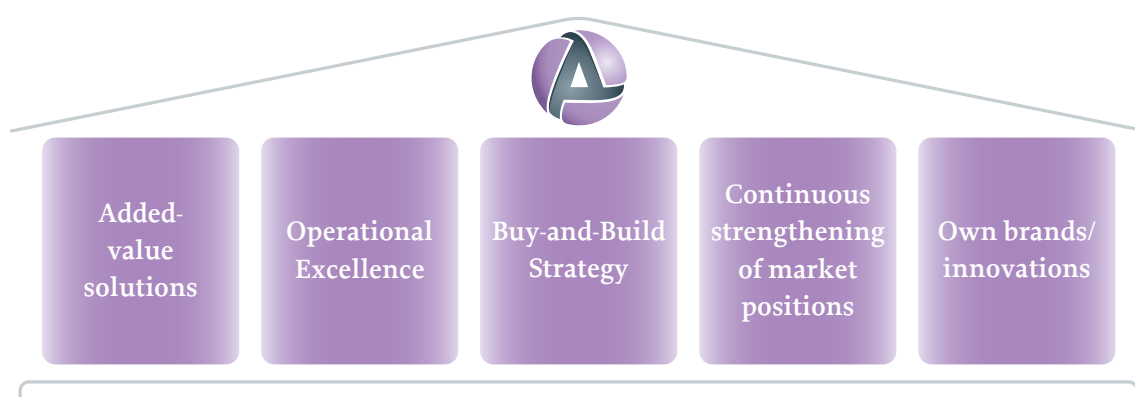 Added-
value
solutions
Operational
Excellence
Buy-and-Build
Strategy
Continuous
strengthening
of market
positions
Own brands/
innovations